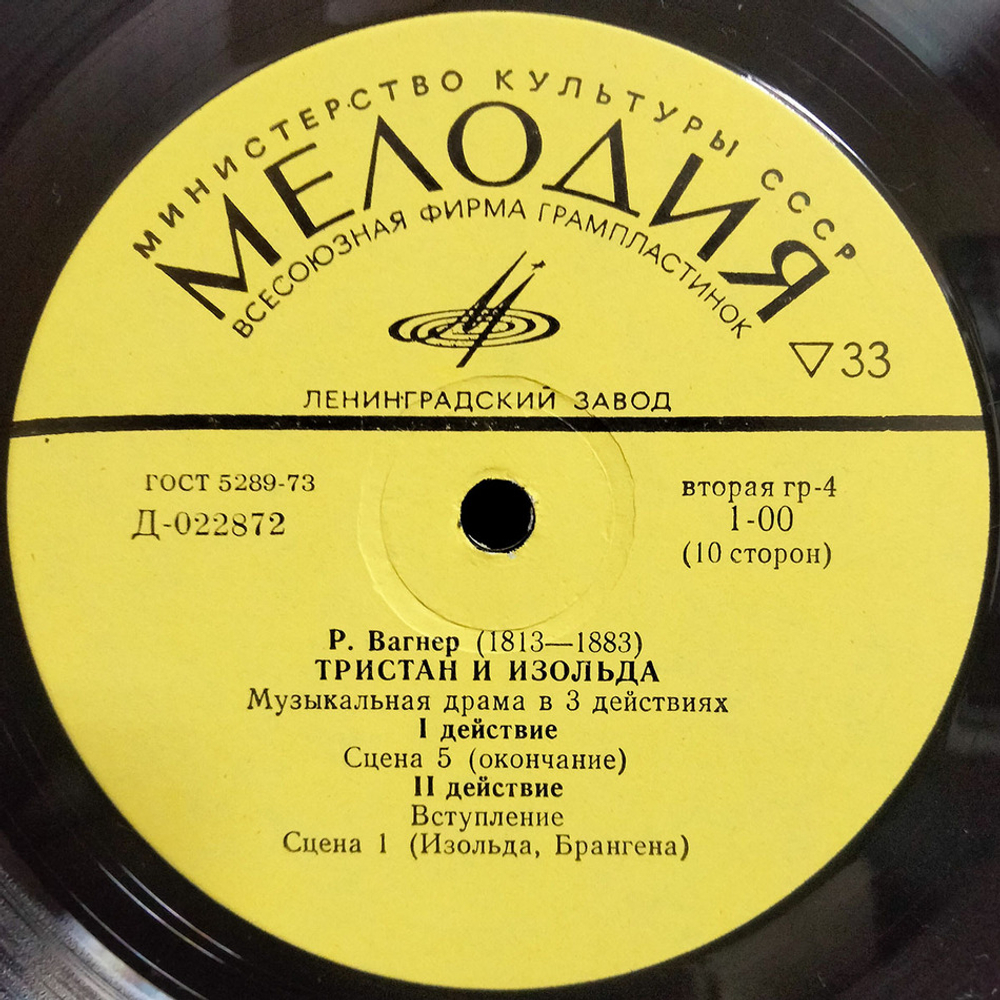 МИНИСТЕРСТВО КУЛЬТУРЫ СССР
МЕЛОДИЯ
ВСЕСОЮЗНАЯ ФИРМА ГРАМПЛАСТИНОК
▽33
ЛЕНИНГРАДСКИЙ ЗАВОД
ГОСТ 5289-73
Д-022872
вторая гр-4
1-00
(10 сторон)
Р. Вагнер (1813—1883)
ТРИСТАН И ИЗОЛЬДА
Музыкальная драма в 3 действиях
I действие
Сцена 5 (окончание)
II действие
Вступление
Сцена 1 (Изольда, Брангена)